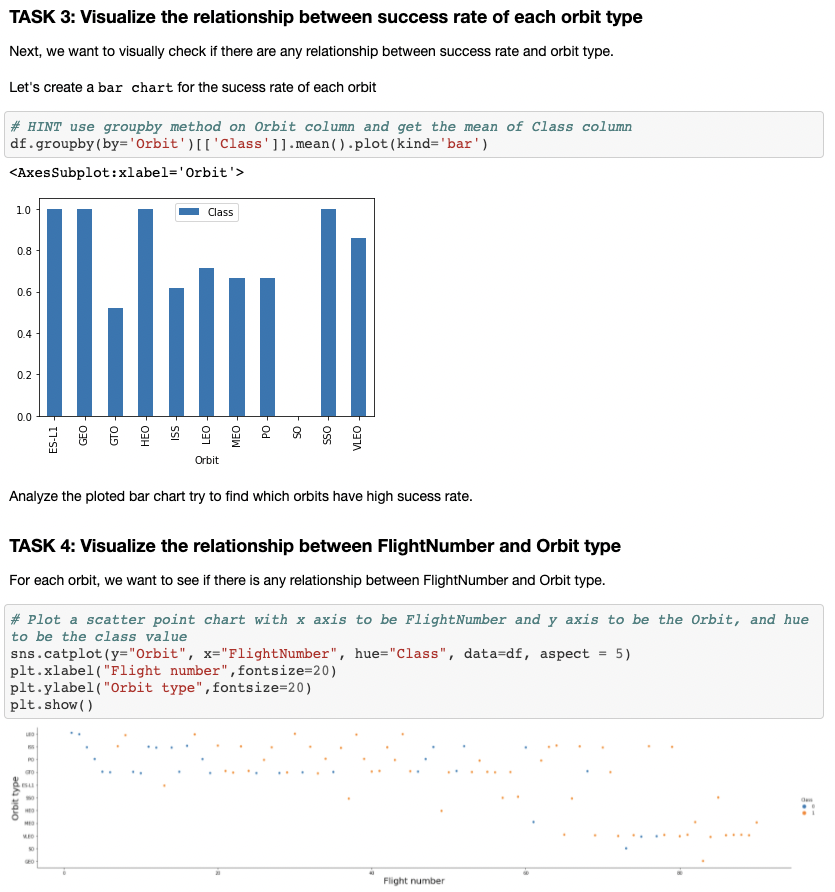 TASK 3: Visualize the relationship between success rate of each orbit type
Next, we want to visually check if there are any relationship between success rate and orbit type.
Let's create a bar chart for the sucess rate of each orbit
# HINT use groupby method on Orbit column and get the mean of Class column
df.groupby(by='Orbit')[['Class']].mean().plot(kind='bar')
<AxesSubplot:xlabel='Orbit'>
Class
1.0
0.8
0.6
0.4
0.2
0.0
ES-L1
GEO
GTO
HEO
ISS
LEO
MEO
PO
SO
SSO
VLEO
Orbit
Analyze the ploted bar chart try to find which orbits have high sucess rate.
TASK 4: Visualize the relationship between FlightNumber and Orbit type
For each orbit, we want to see if there is any relationship between FlightNumber and Orbit type.
# Plot a scatter point chart with x axis to be FlightNumber and y axis to be the Orbit, and hue
to be the class value
sns.catplot(y="Orbit", x="FlightNumber", hue="Class", data=df, aspect = 5)
plt.xlabel("Flight number",fontsize=20)
plt.ylabel("Orbit type",fontsize=20)
plt.show()
Orbit type
LEO
ISS
PO
GTO
ES-L1
SSO
HEO
MEO
VLEO
SO
GEO
Class
0
1
0
20
40
60
80
Flight number